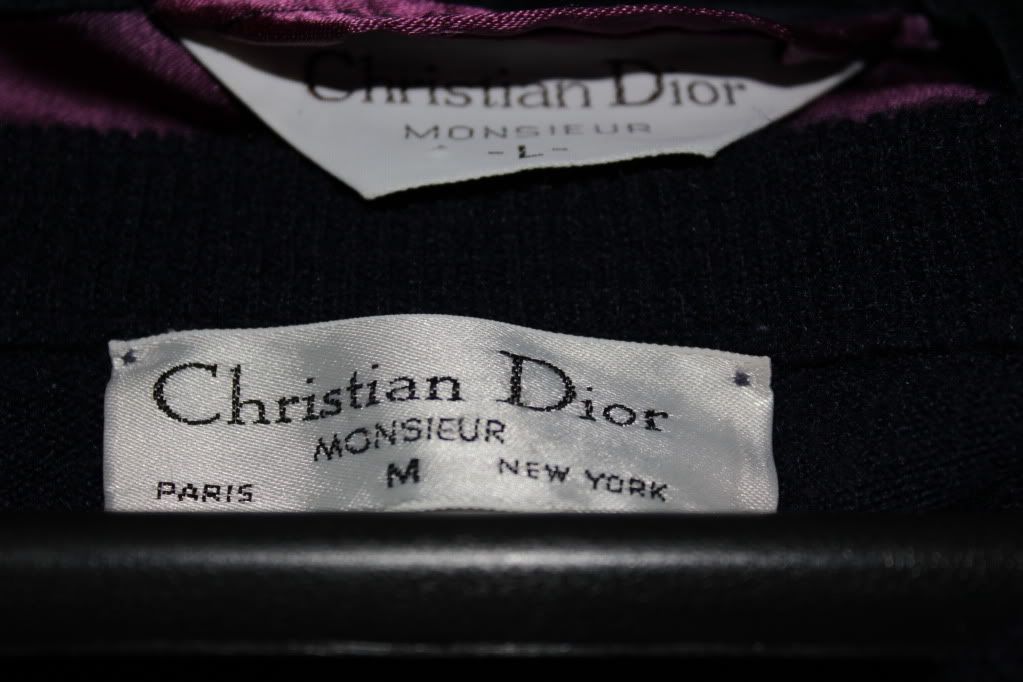 Christian Dior
MONSIEUR
-L-
Christian Dior
MONSIEUR
M
PARIS NEW YORK